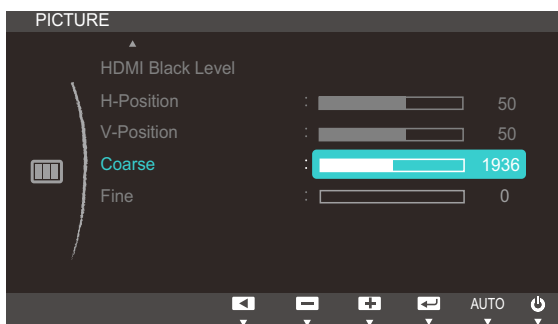 PICTURE
HDMI Black Level
H-Position : 50
V-Position : 50
Coarse : 1936
Fine : 0
AUTO